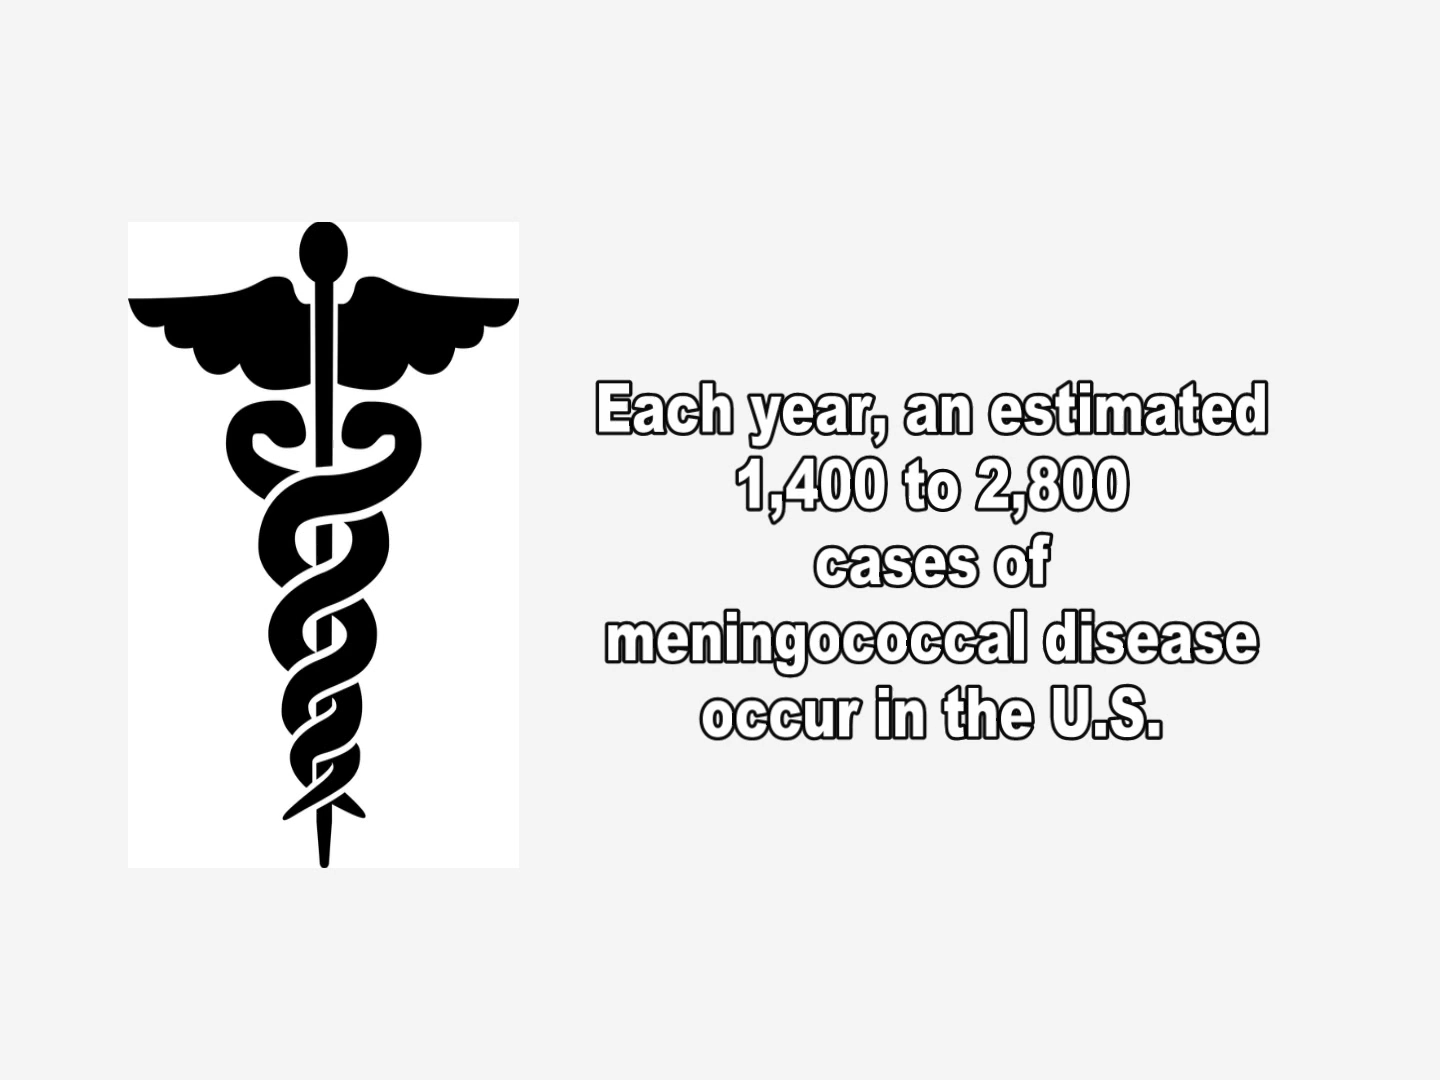 Each year, an estimated
1,400 to 2,800
cases of
meningococcal disease
occur in the U.S.